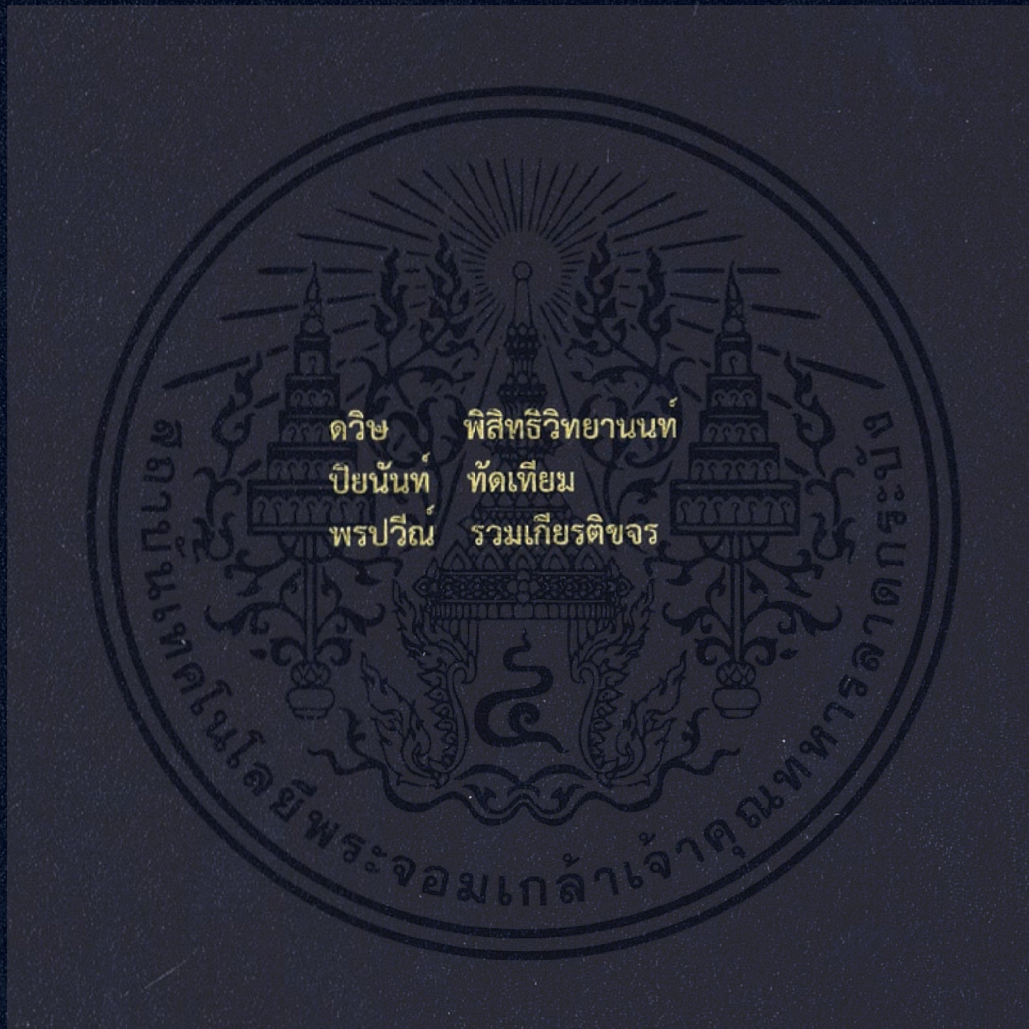 ดวิษ พิสิทธิวิทยานนท์
ปิยนันท์ ทัดเทียม
พรปวีณ์ รวมเกียรติขจร
สถาบันเทคโนโลยีพระจอมเกล้าเจ้าคุณทหารลาดกระบัง
๔